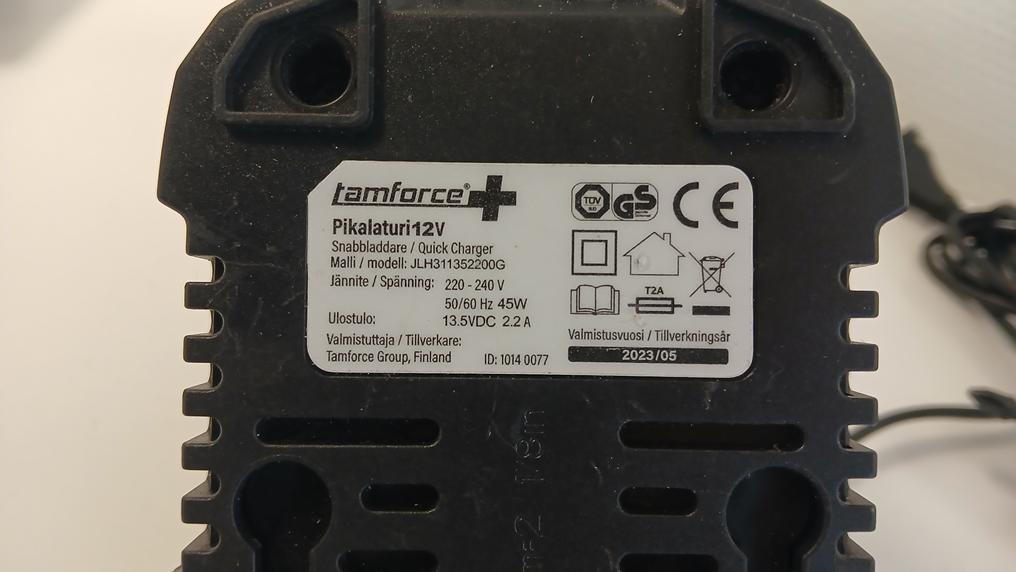 tamforce®
Pikalaturi12V
Snabbladdare / Quick Charger
Malli / modell: JLH311352200G
Jännite / Spänning: 220 - 240 V
50/60 Hz 45W
Ulostulo: 13.5VDC 2.2 A
Valmistuttaja / Tillverkare:
Tamforce Group, Finland ID: 1014 0077
TÜV
SÜD
GS
CE
T2A
Valmistusvuosi / Tillverkningsår
2023/05